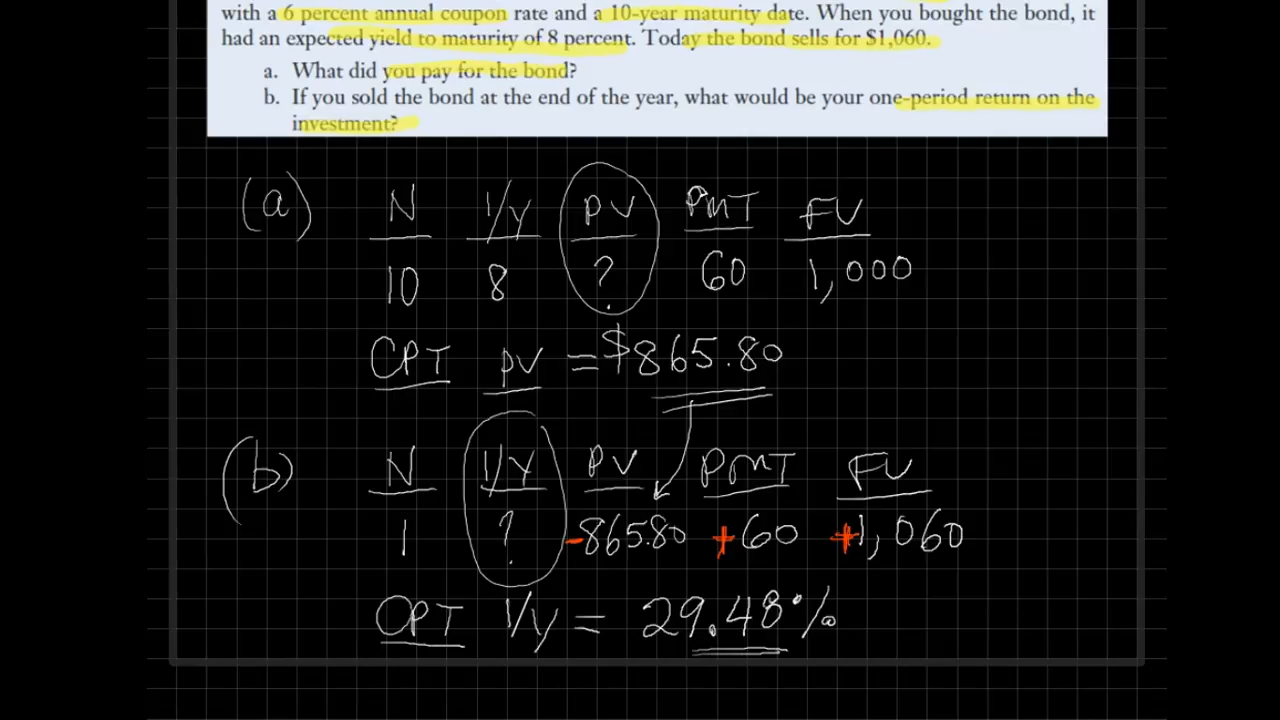 with a 6 percent annual coupon rate and a 10-year maturity date. When you bought the bond, it
had an expected yield to maturity of 8 percent. Today the bond sells for $1,060.
a. What did you pay for the bond?
b. If you sold the bond at the end of the year, what would be your one-period return on the
investment?
(a) N I/Y PV PMT FV
10 8 ? 60 1,000
CPT PV = $865.80
(b) N I/Y PV PMT FV
1 ? -865.80 +60 +1,060
CPT I/Y = 29.48%